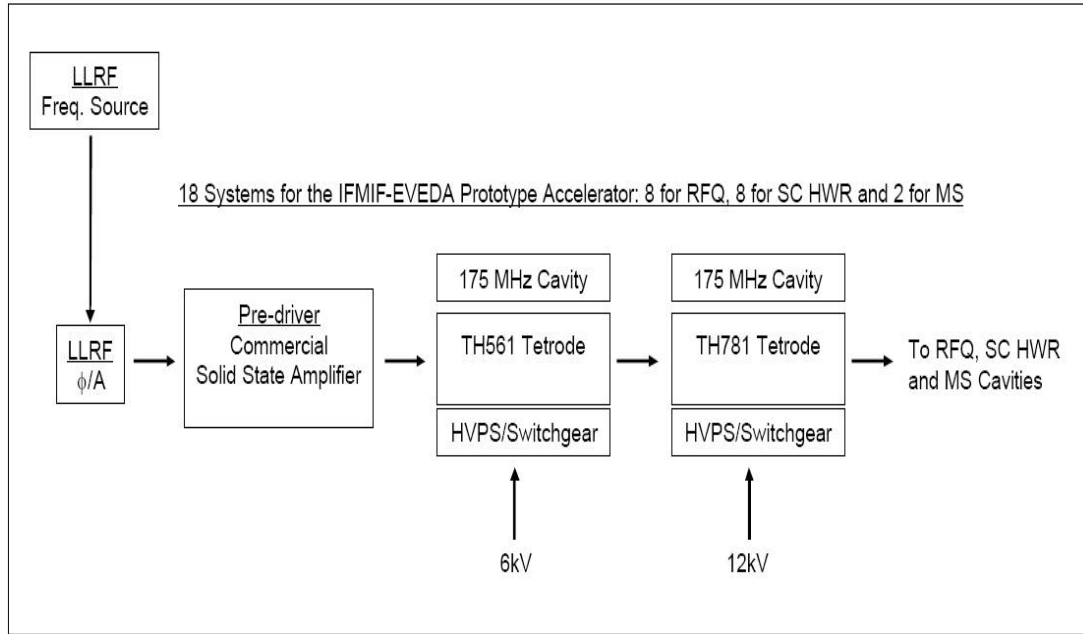 LLRF
Freq. Source
18 Systems for the IFMIF-EVEDA Prototype Accelerator: 8 for RFQ, 8 for SC HWR and 2 for MS
LLRF
ϕ/A
Pre-driver
Commercial
Solid State Amplifier
175 MHz Cavity
TH561 Tetrode
HVPS/Switchgear
6kV
175 MHz Cavity
TH781 Tetrode
HVPS/Switchgear
12kV
To RFQ, SC HWR
and MS Cavities